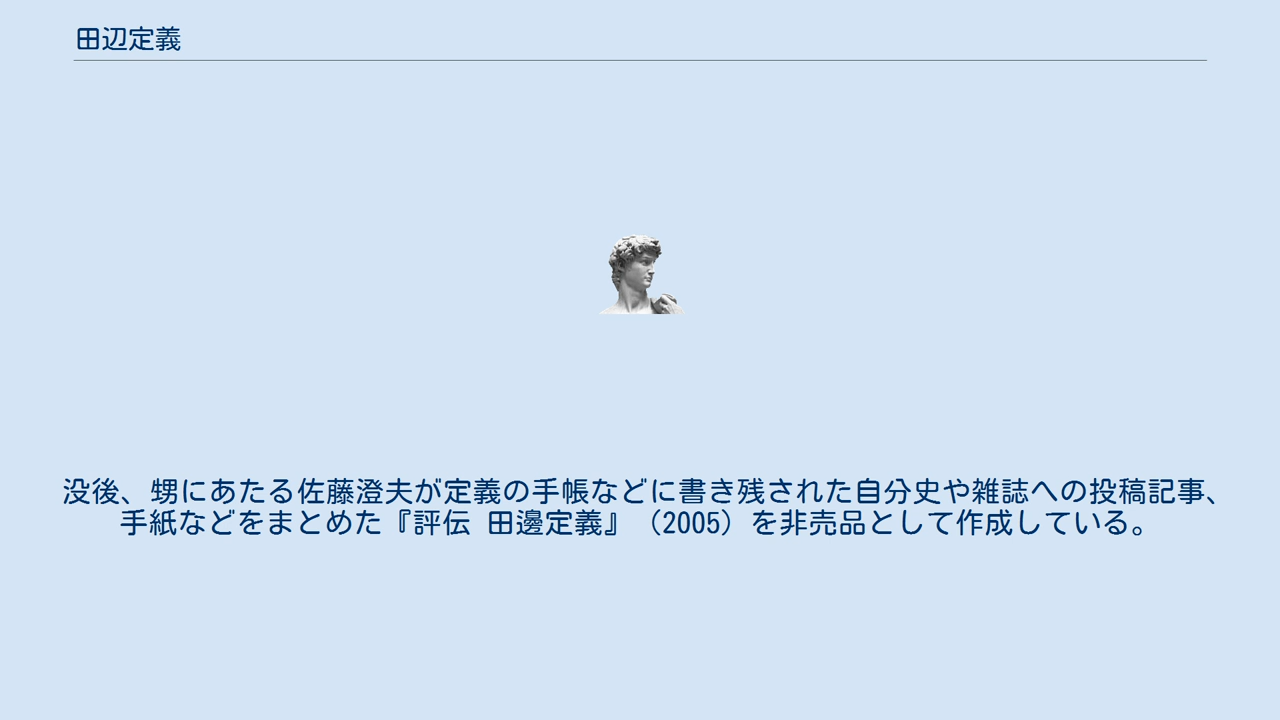 田辺定義
没後、甥にあたる佐藤澄夫が定義の手帳などに書き残された自分史や雑誌への投稿記事、
手紙などをまとめた『評伝 田邊定義』（2005）を非売品として作成している。